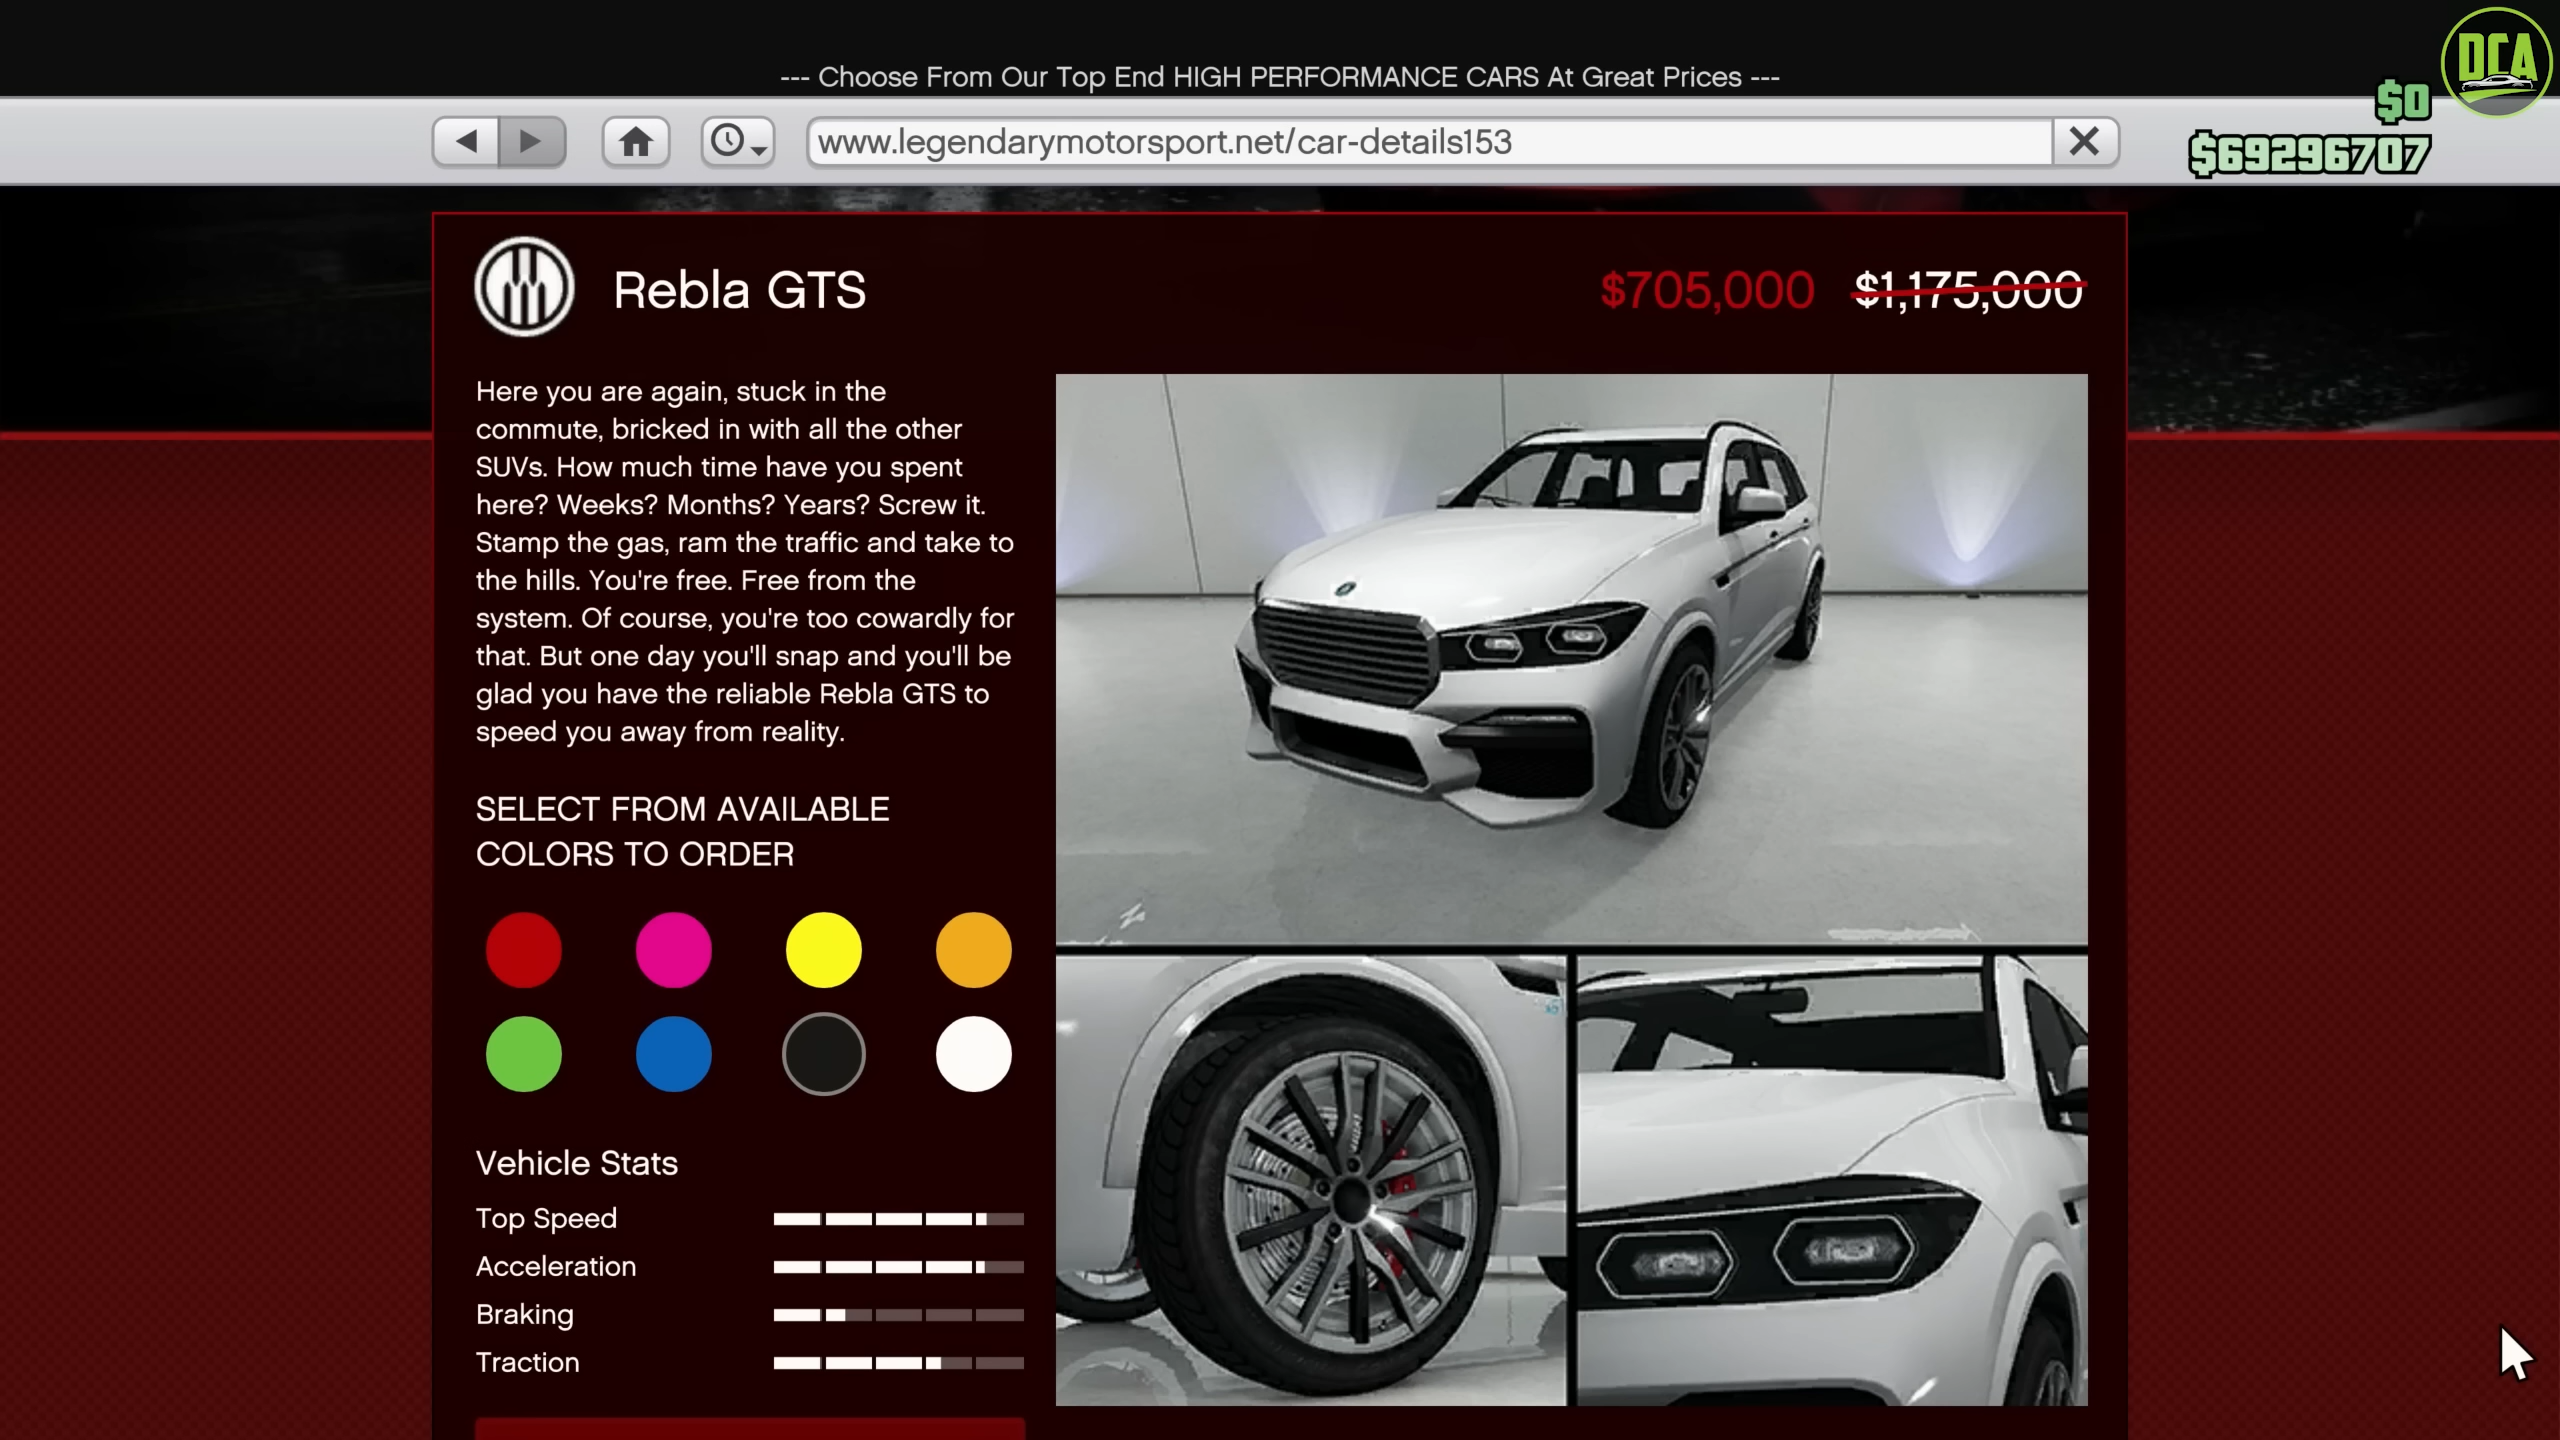 --- Choose From Our Top End HIGH PERFORMANCE CARS At Great Prices ---
DCA
$0
www.legendarymotorsport.net/car-details153
$69296707
Rebla GTS
$705,000 $1,175,000
Here you are again, stuck in the
commute, bricked in with all the other
SUVs. How much time have you spent
here? Weeks? Months? Years? Screw it.
Stamp the gas, ram the traffic and take to
the hills. You're free. Free from the
system. Of course, you're too cowardly for
that. But one day you'll snap and you'll be
glad you have the reliable Rebla GTS to
speed you away from reality.
SELECT FROM AVAILABLE
COLORS TO ORDER
Vehicle Stats
Top Speed
Acceleration
Braking
Traction